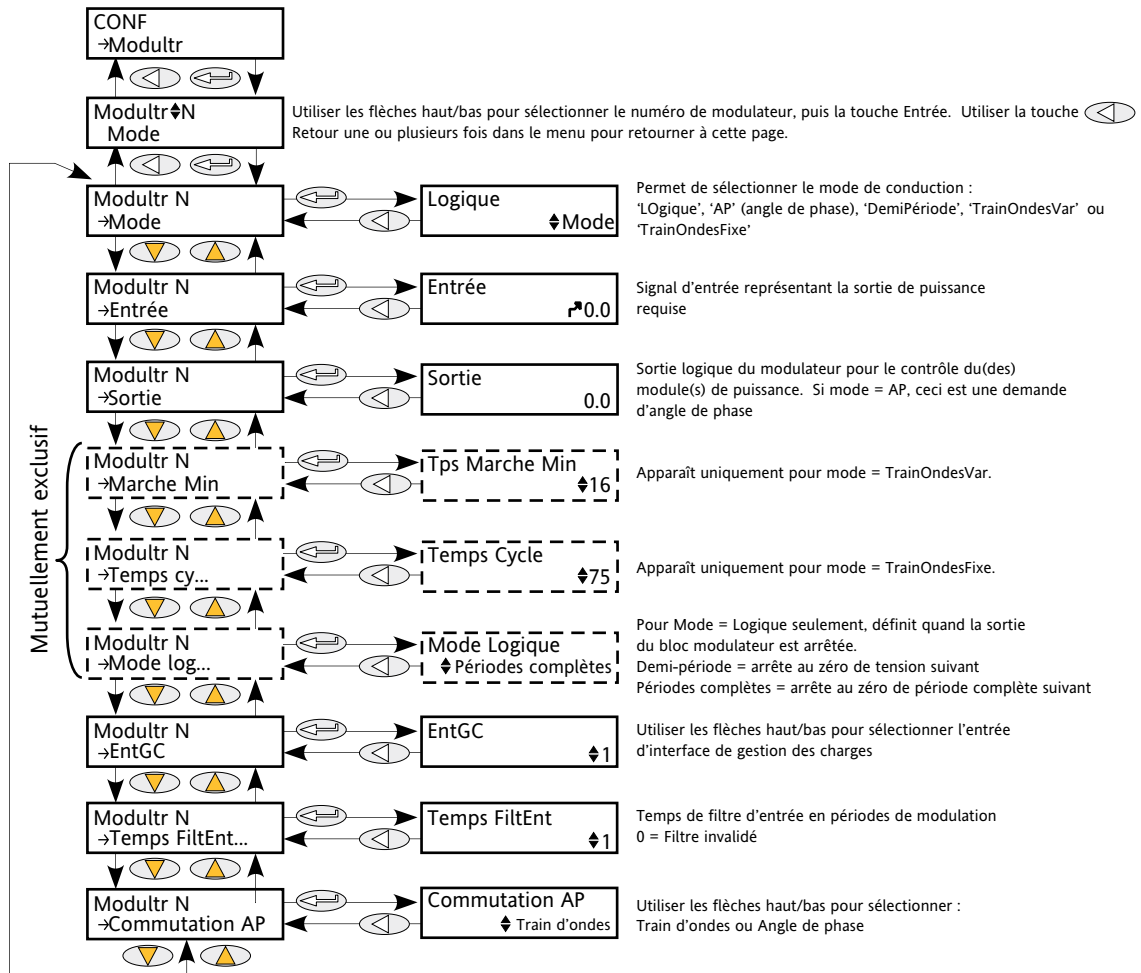 CONF
→Modultr
Modultr♦N
Mode
Utiliser les flèches haut/bas pour sélectionner le numéro de modulateur, puis la touche Entrée. Utiliser la touche
Retour une ou plusieurs fois dans le menu pour retourner à cette page.
Modultr N
→Mode
Logique
♦Mode
Permet de sélectionner le mode de conduction :
‘LOgique’, ‘AP’ (angle de phase), ‘DemiPériode’, ‘TrainOndesVar’ ou
‘TrainOndesFixe’
Modultr N
→Entrée
Entrée
0.0
Signal d’entrée représentant la sortie de puissance
requise
Modultr N
→Sortie
Sortie
0.0
Sortie logique du modulateur pour le contrôle du(des)
module(s) de puissance. Si mode = AP, ceci est une demande
d’angle de phase
Mutuellement exclusif
Modultr N
→Marche Min
Tps Marche Min
♦16
Apparaît uniquement pour mode = TrainOndesVar.
Modultr N
→Temps cy...
Temps Cycle
♦75
Apparaît uniquement pour mode = TrainOndesFixe.
Modultr N
→Mode log...
Mode Logique
♦Périodes complètes
Pour Mode = Logique seulement, définit quand la sortie
du bloc modulateur est arrêtée.
Demi-période = arrête au zéro de tension suivant
Périodes complètes = arrête au zéro de période complète suivant
Modultr N
→EntGC
EntGC
♦1
Utiliser les flèches haut/bas pour sélectionner l’entrée
d’interface de gestion des charges
Modultr N
→Temps FiltEnt...
Temps FiltEnt
♦1
Temps de filtre d’entrée en périodes de modulation
0 = Filtre invalidé
Modultr N
→Commutation AP
Commutation AP
♦ Train d'ondes
Utiliser les flèches haut/bas pour sélectionner :
Train d’ondes ou Angle de phase